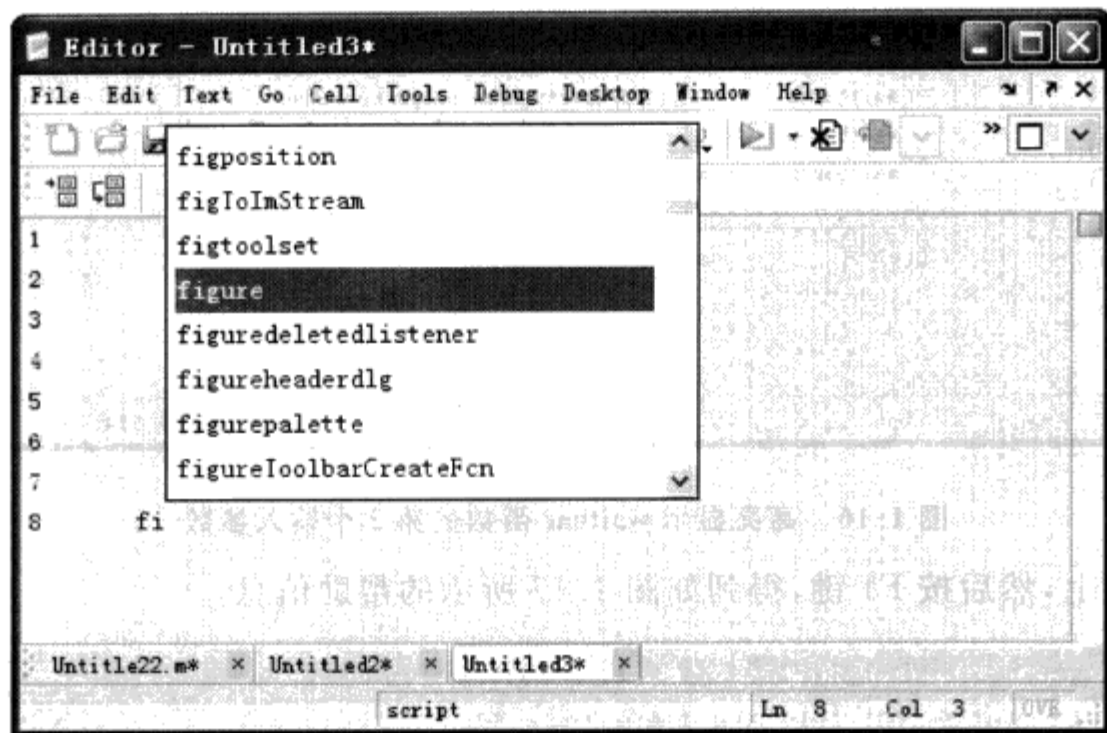 Editor - Untitled3*
File Edit Text Go Cell Tools Debug Desktop Window Help
figposition
figToImStream
figtoolset
figure
figuredeletedlistener
figureheaderdlg
figurepalette
figureToolbarCreateFcn
1
2
3
4
5
6
7
8 fi
Untitle22.m* × Untitled2* × Untitled3* ×
script Ln 8 Col 3 OVR